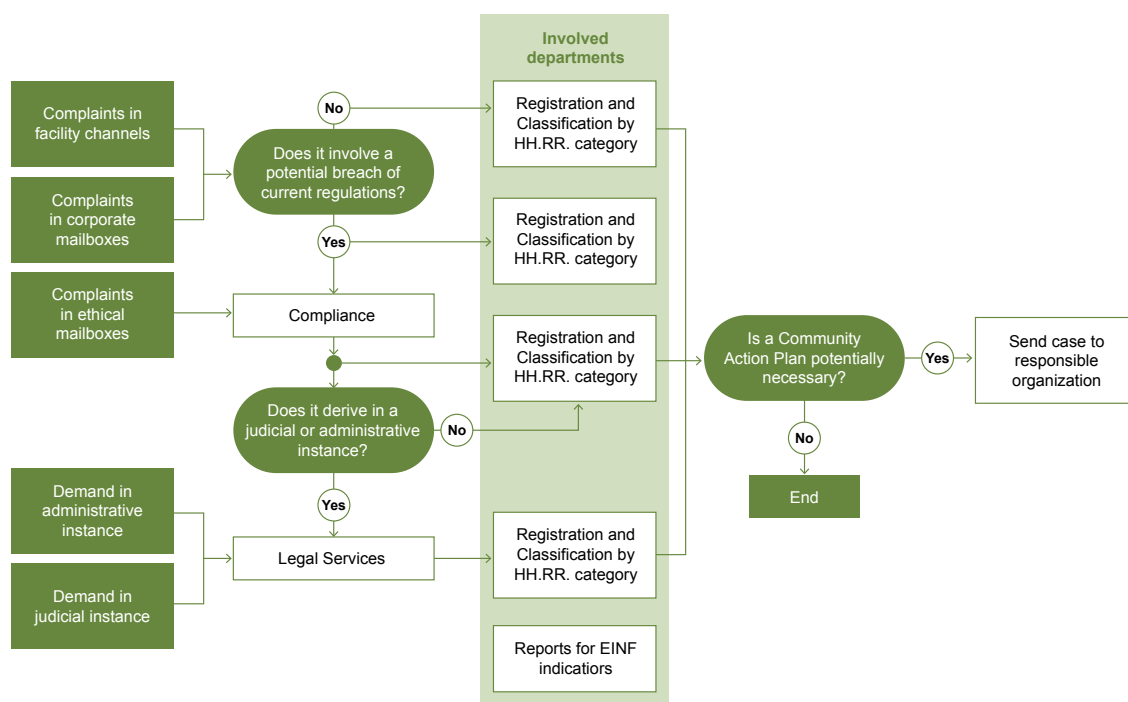 Involved
departments
Complaints in
facility channels
Complaints
in corporate
mailboxes
Complaints
in ethical
mailboxes
Demand in
administrative
instance
Demand in
judicial instance
No
Does it involve a
potential breach of
current regulations?
Yes
Compliance
Does it derive in a
judicial or administrative
instance?
No
Yes
Legal Services
Registration and
Classification by
HH.RR. category
Registration and
Classification by
HH.RR. category
Registration and
Classification by
HH.RR. category
Registration and
Classification by
HH.RR. category
Reports for EINF
indicatiors
Is a Community
Action Plan potentially
necessary?
Yes
Send case to
responsible
organization
No
End